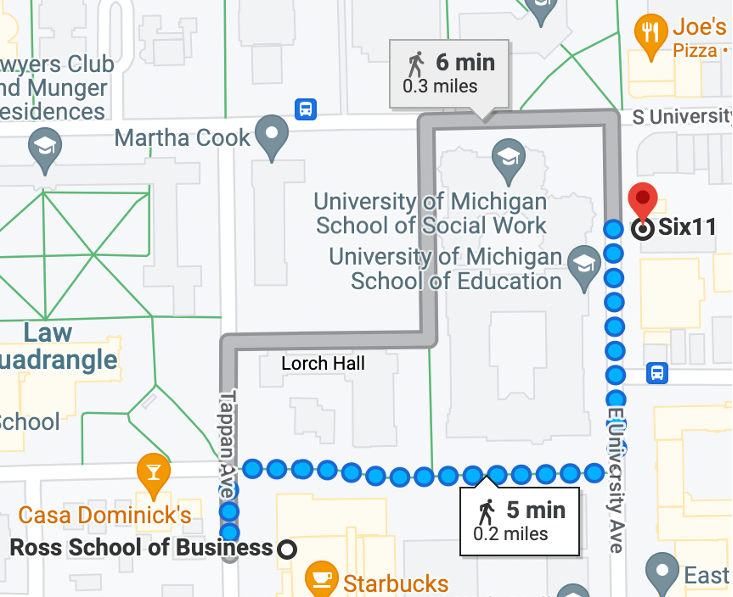 Joe's
Pizza •
6 min
0.3 miles
wyers Club
nd Munger
esidences
S University
Martha Cook
University of Michigan
School of Social Work
Six11
University of Michigan
School of Education
Law
uadrangle
Lorch Hall
School
Tappan Ave
E University Ave
Casa Dominick's
5 min
0.2 miles
Ross School of Business
Starbucks
East